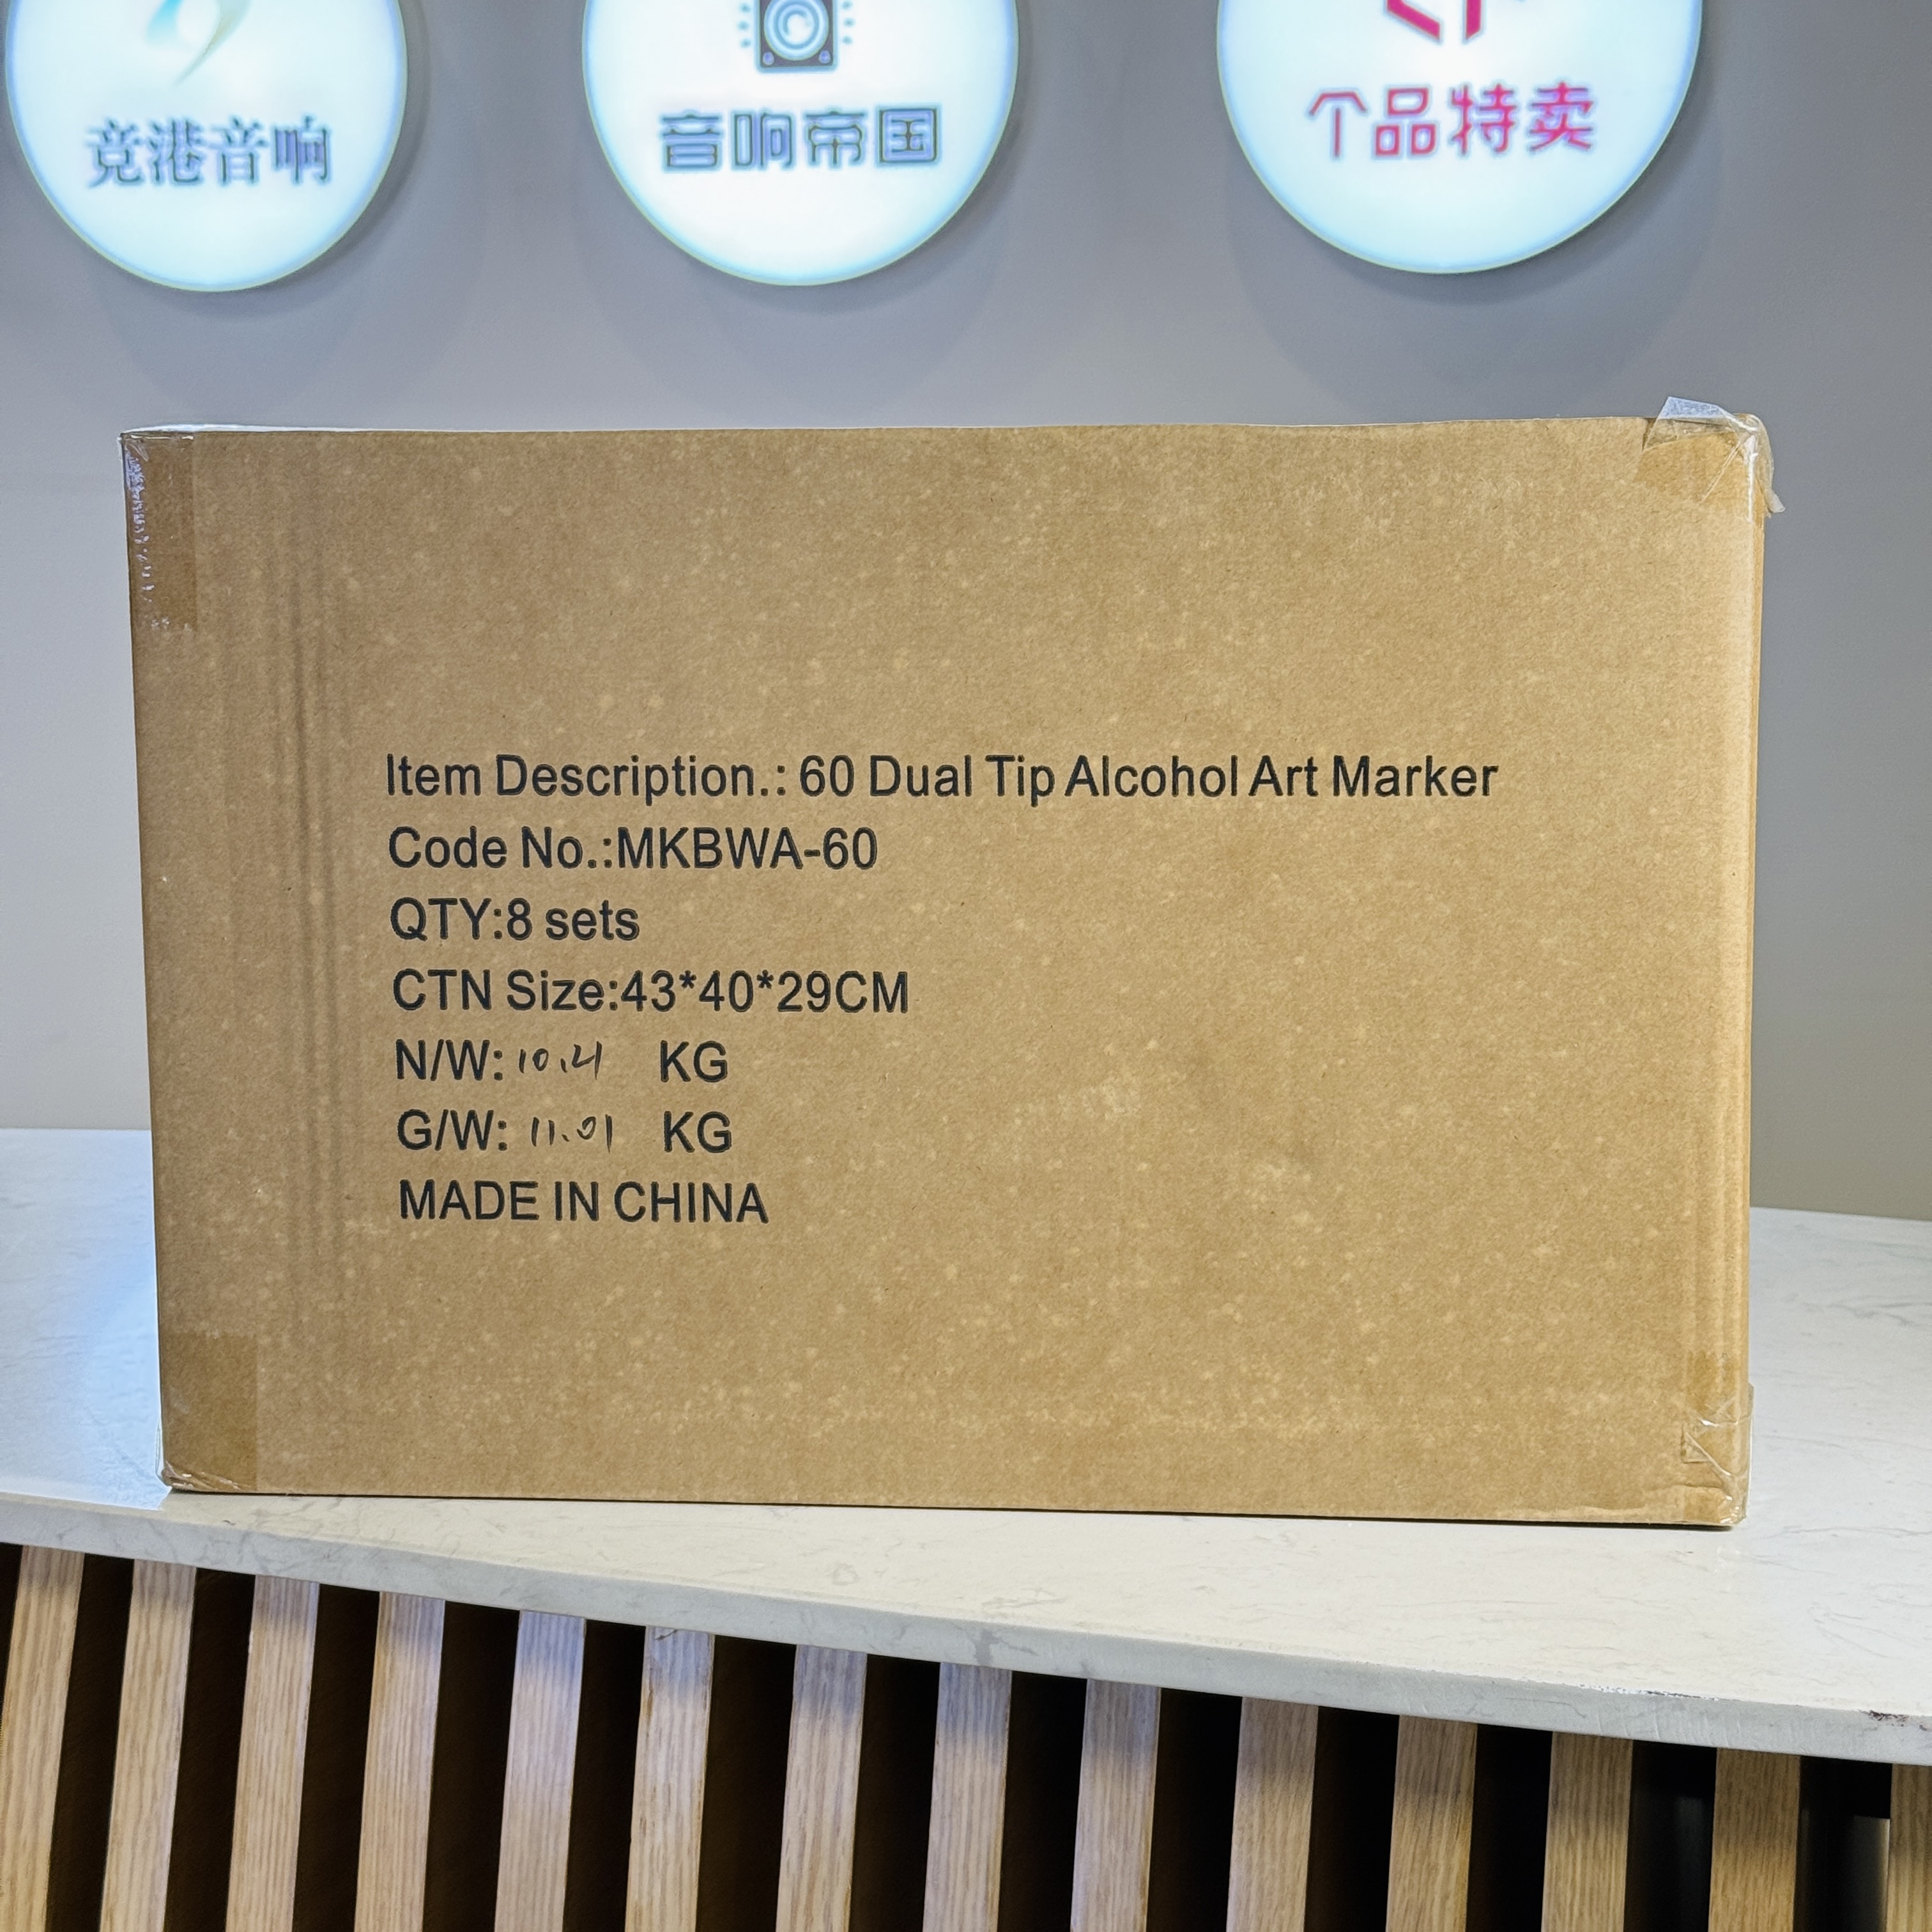 竞港音响
音响帝国
个品特卖
Item Description.: 60 Dual Tip Alcohol Art Marker
Code No.:MKBWA-60
QTY:8 sets
CTN Size:43*40*29CM
N/W: 10.21 KG
G/W: 11.01 KG
MADE IN CHINA